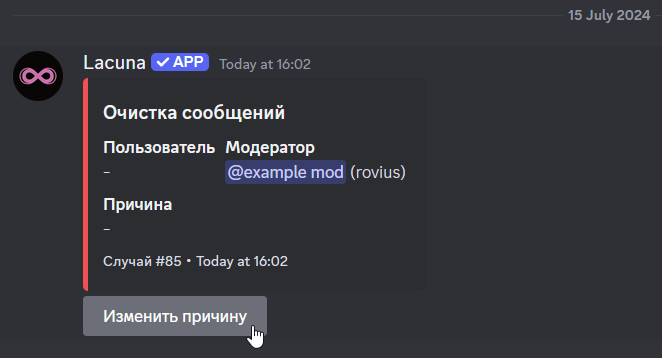 15 July 2024
Lacuna APP Today at 16:02
Очистка сообщений
Пользователь Модератор
- @example mod (rovius)
Причина
-
Случай #85 • Today at 16:02
Изменить причину